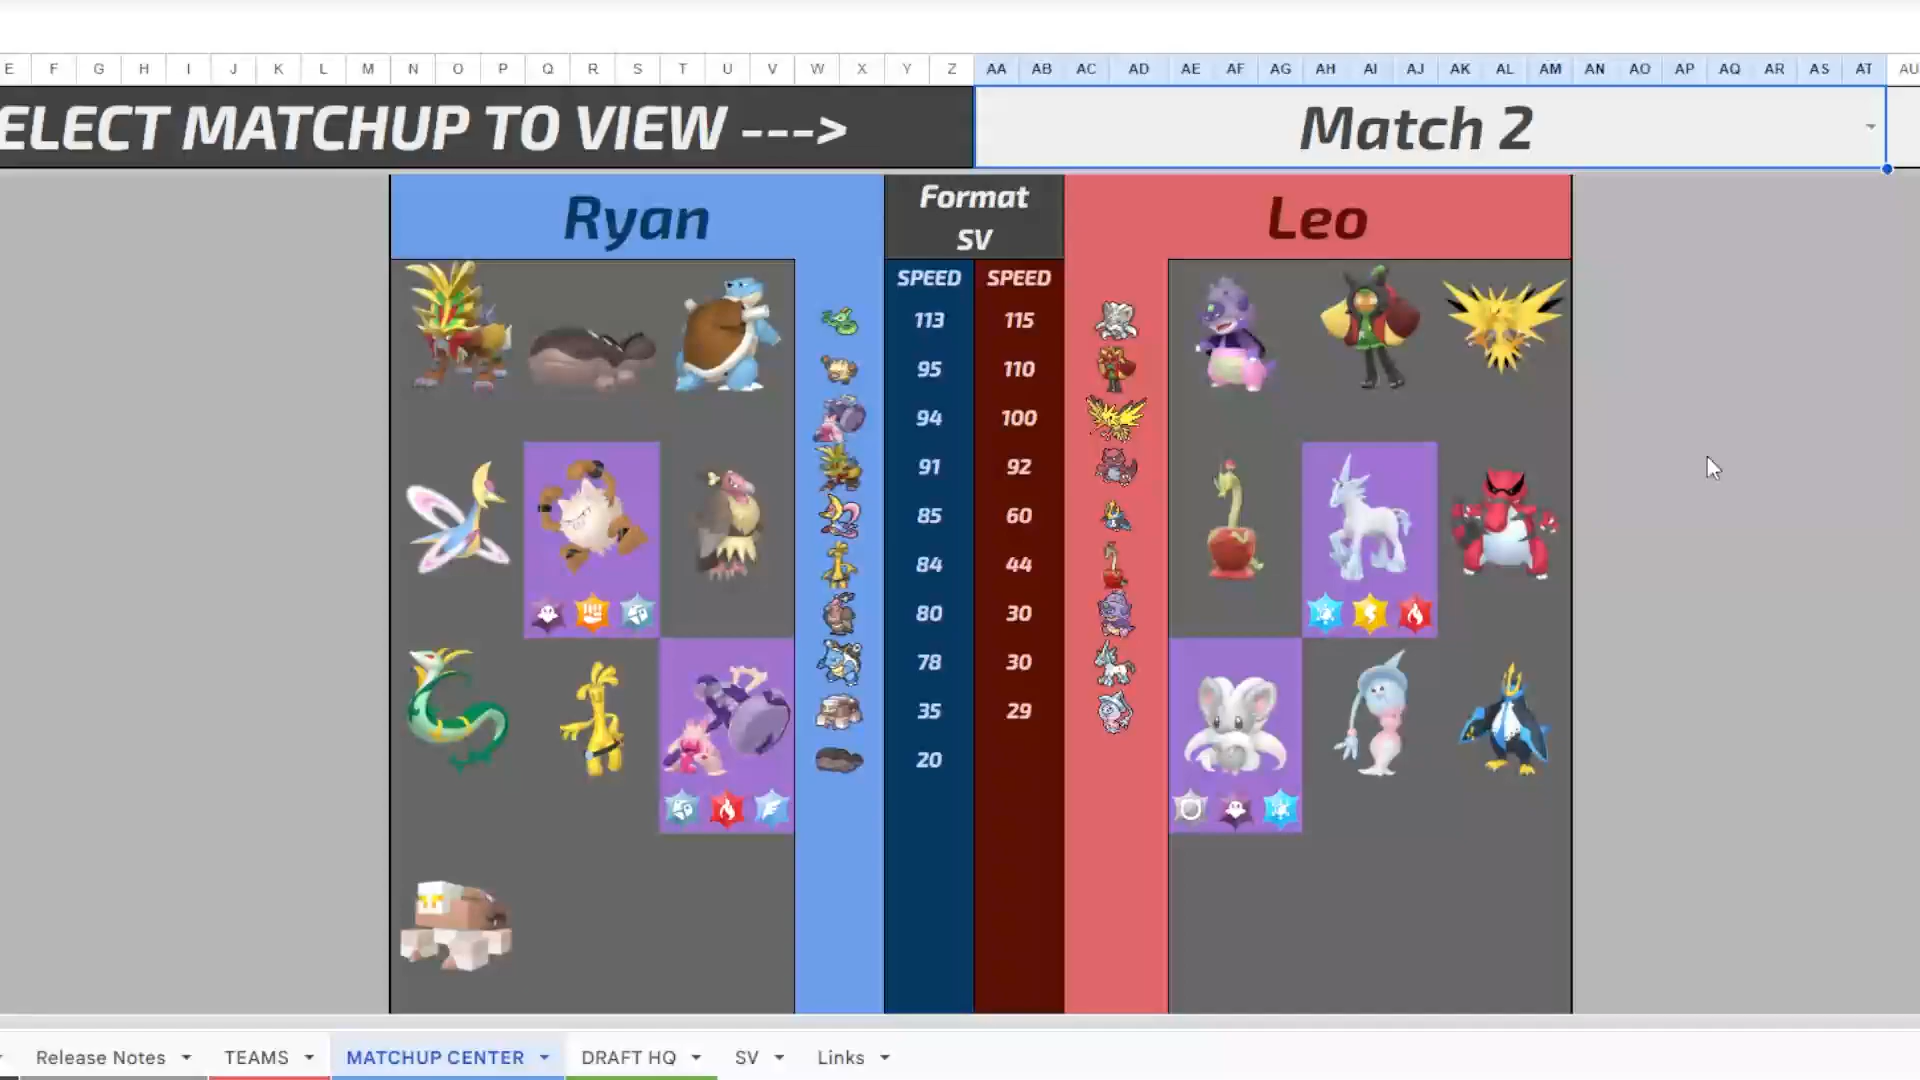 E F G H I J K L M N O P Q R S T U V W X Y Z AA AB AC AD AE AF AG AH AI AJ AK AL AM AN AO AP AQ AR AS AT AU
ELECT MATCHUP TO VIEW --->
Match 2
Ryan
Format
SV
Leo
SPEED SPEED
113 115
95 110
94 100
91 92
85 60
84 44
80 30
78 30
35 29
20
Release Notes TEAMS MATCHUP CENTER DRAFT HQ SV Links